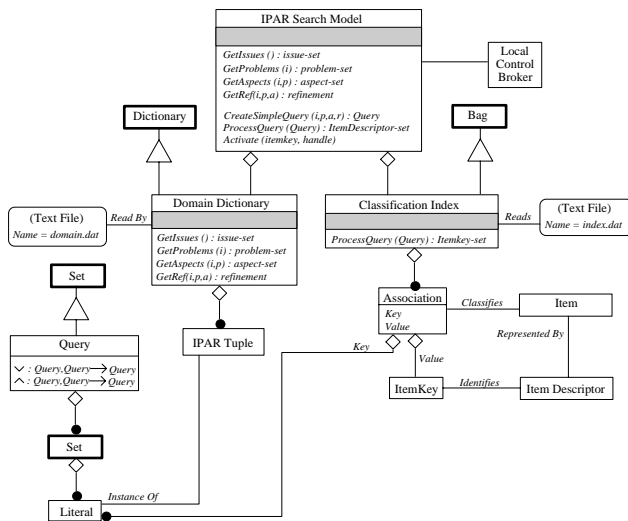 IPAR Search Model
GetIssues () : issue-set
GetProblems (i) : problem-set
GetAspects (i,p) : aspect-set
GetRef(i,p,a) : refinement
CreateSimpleQuery (i,p,a,r) : Query
ProcessQuery (Query) : ItemDescriptor-set
Activate (itemkey, handle)
Local
Control
Broker
Dictionary
Bag
Domain Dictionary
GetIssues () : issue-set
GetProblems (i) : problem-set
GetAspects (i,p) : aspect-set
GetRef(i,p,a) : refinement
Classification Index
ProcessQuery (Query) : Itemkey-set
(Text File)
Name = domain.dat
Read By
Reads
(Text File)
Name = index.dat
Set
Query
∨ : Query,Query → Query
∧ : Query,Query → Query
IPAR Tuple
Association
Key
Value
Classifies
Item
Represented By
Key
Value
ItemKey
Identifies
Item Descriptor
Set
Instance Of
Literal